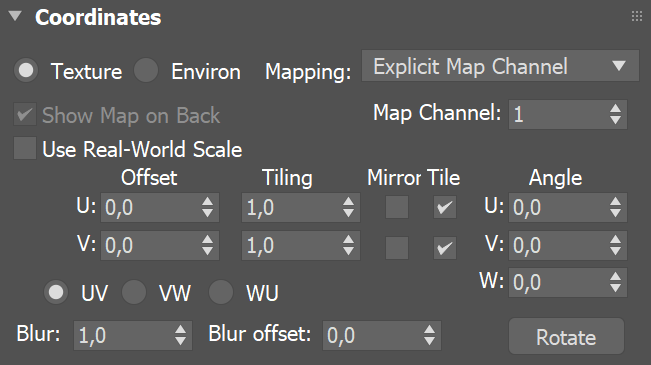 Coordinates
Texture Environ Mapping: Explicit Map Channel
Show Map on Back Map Channel: 1
Use Real-World Scale
Offset Tiling Mirror Tile Angle
U: 0,0 1,0 U: 0,0
V: 0,0 1,0 V: 0,0
W: 0,0
UV VW WU
Blur: 1,0 Blur offset: 0,0 Rotate